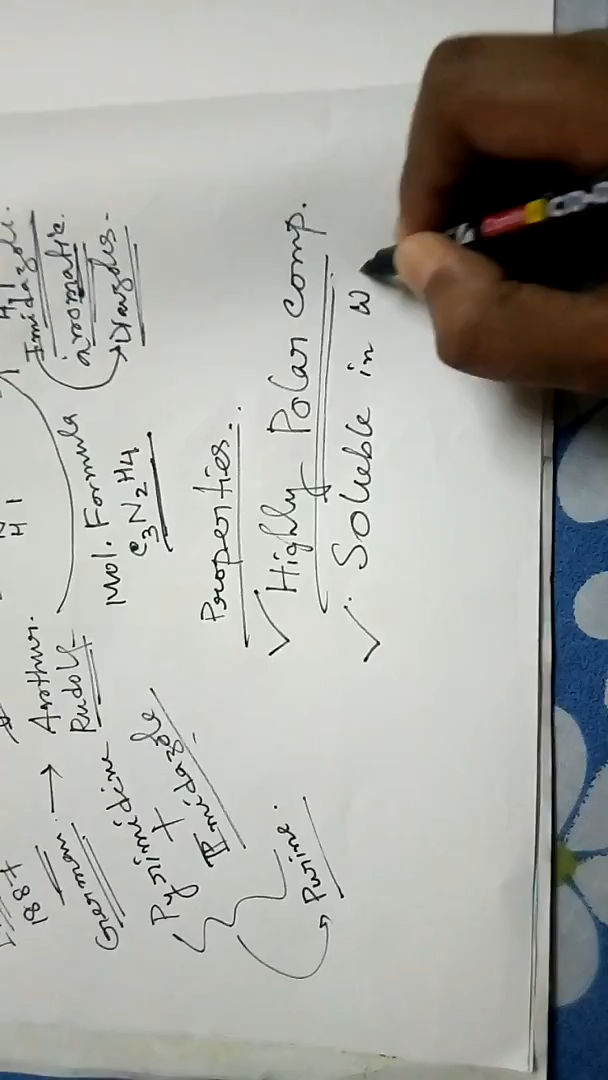 1887 →
German
Arthur.
Rudolf
Imidazole.
aromatic.
Diazoles.
Mol. Formula
C3N2H4
Pyrimidine
+
Imidazole
Purine.
Properties..
Highly Polar comp.
Soluble in w